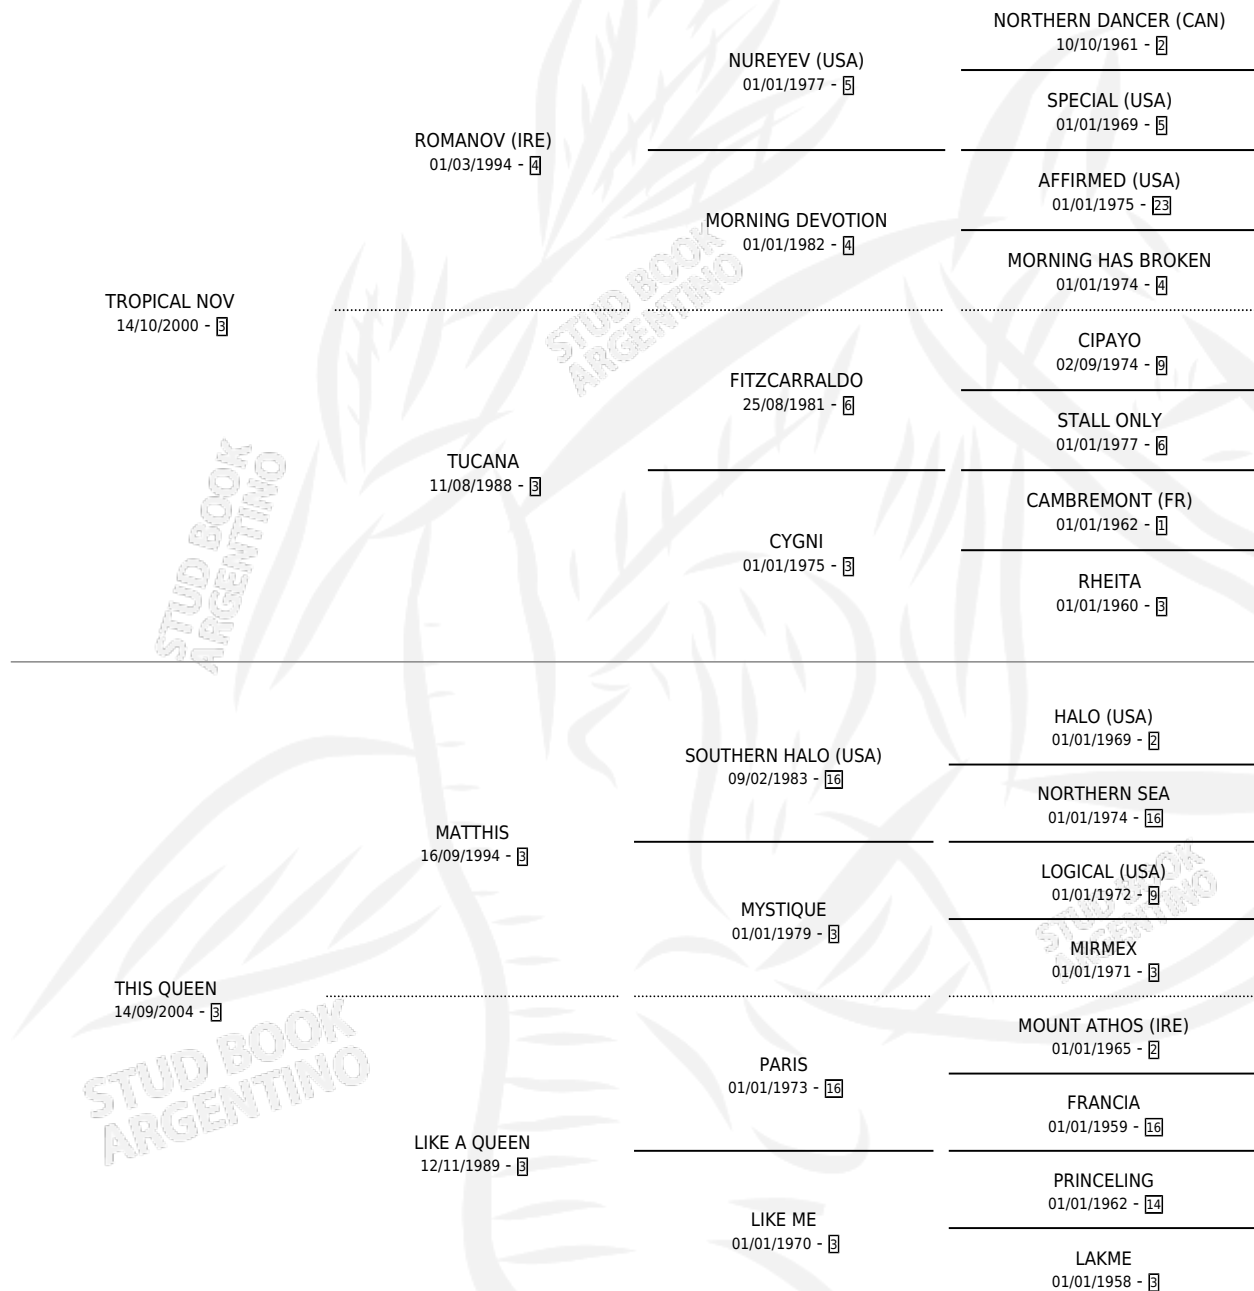 NORTHERN DANCER (CAN)
10/10/1961 - 2
NUREYEV (USA)
01/01/1977 - 5
SPECIAL (USA)
01/01/1969 - 5
ROMANOV (IRE)
01/03/1994 - 4
AFFIRMED (USA)
01/01/1975 - 23
MORNING DEVOTION
01/01/1982 - 4
MORNING HAS BROKEN
01/01/1974 - 4
TROPICAL NOV
14/10/2000 - 3
CIPAYO
02/09/1974 - 9
FITZCARRALDO
25/08/1981 - 6
STALL ONLY
01/01/1977 - 6
TUCANA
11/08/1988 - 3
CAMBREMONT (FR)
01/01/1962 - 1
CYGNI
01/01/1975 - 3
RHEITA
01/01/1960 - 3
HALO (USA)
01/01/1969 - 2
SOUTHERN HALO (USA)
09/02/1983 - 16
NORTHERN SEA
01/01/1974 - 16
MATTHIS
16/09/1994 - 3
LOGICAL (USA)
01/01/1972 - 9
MYSTIQUE
01/01/1979 - 3
MIRMEX
01/01/1971 - 3
THIS QUEEN
14/09/2004 - 3
MOUNT ATHOS (IRE)
01/01/1965 - 2
PARIS
01/01/1973 - 16
FRANCIA
01/01/1959 - 16
LIKE A QUEEN
12/11/1989 - 3
PRINCELING
01/01/1962 - 14
LIKE ME
01/01/1970 - 3
LAKME
01/01/1958 - 3
STUD BOOK
ARGENTINO
STUD BOOK
ARGENTINO
STUD BOOK
ARGENTINO
STUD BOOK
ARGENTINO